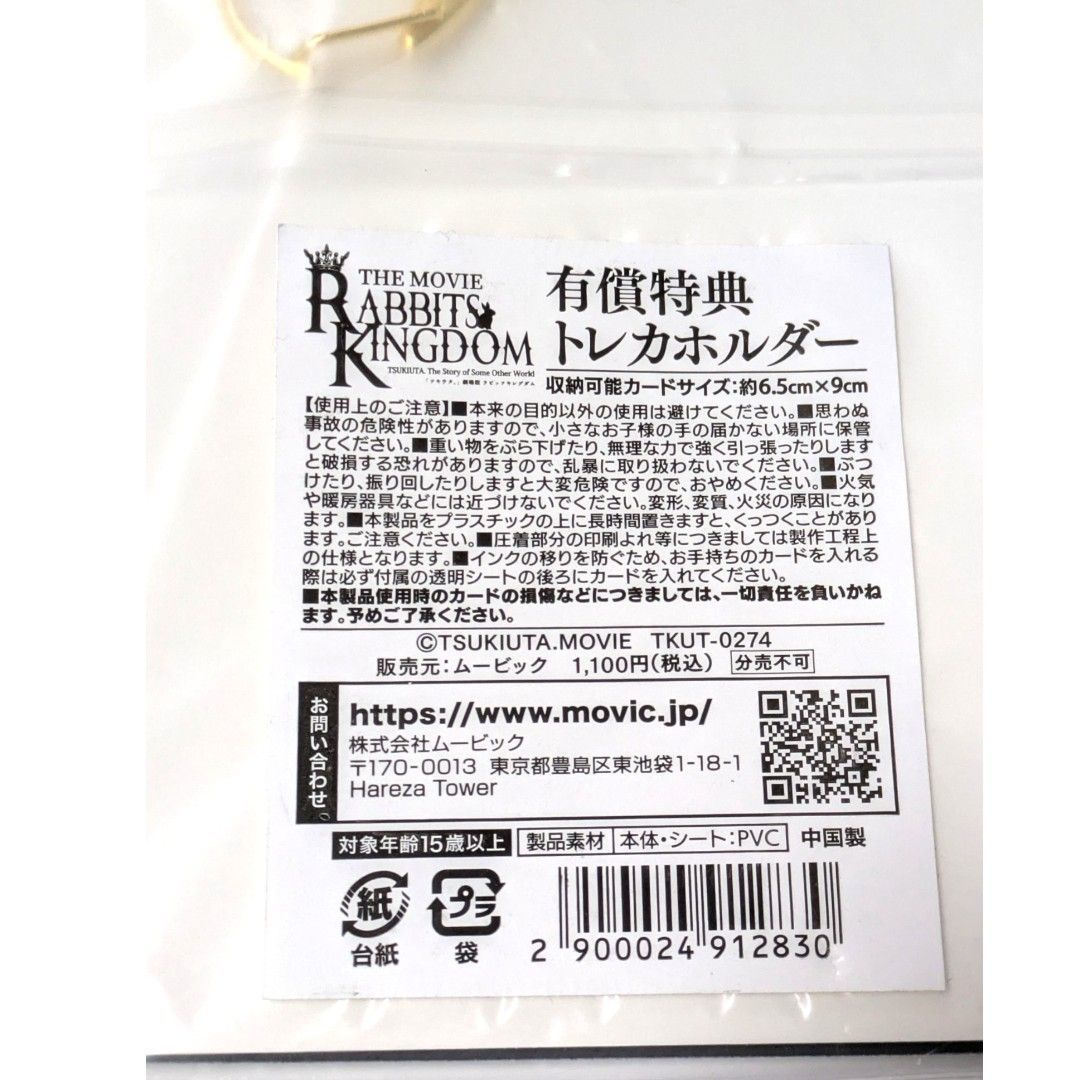 THE MOVIE
RABBITS KINGDOM
TSUKIUTA. The Story of Some Other World
「ツキウタ。」劇場版 ラビッツキングダム
有償特典
トレカホルダー
収納可能カードサイズ:約6.5cm×9cm
【使用上のご注意】■本来の目的以外の使用は避けてください。■思わぬ
事故の危険性がありますので、小さなお子様の手の届かない場所に保管
してください。■重い物をぶら下げたり、無理な力で強く引っ張ったりします
と破損する恐れがありますので、乱暴に取り扱わないでください。■ぶつ
けたり、振り回したりしますと大変危険ですので、おやめください。■火気
や暖房器具などには近づけないでください。変形、変質、火災の原因になり
ます。■本製品をプラスチックの上に長時間置きますと、くっつくことがあり
ます。ご注意ください。■圧着部分の印刷よれ等につきましては製作工程上
の仕様となります。■インクの移りを防ぐため、お手持ちのカードを入れる
際は必ず付属の透明シートの後ろにカードを入れてください。
■本製品使用時のカードの損傷などにつきましては、一切責任を負いかね
ます。予めご了承ください。
©TSUKIUTA.MOVIE TKUT-0274
販売元:ムービック 1,100円(税込) 分売不可
お問い合わせ
https://www.movic.jp/
株式会社ムービック
〒170-0013 東京都豊島区東池袋1-18-1
Hareza Tower
対象年齢15歳以上 製品素材 本体・シート:PVC 中国製
紙 プラ
台紙 袋
2 900024 912830